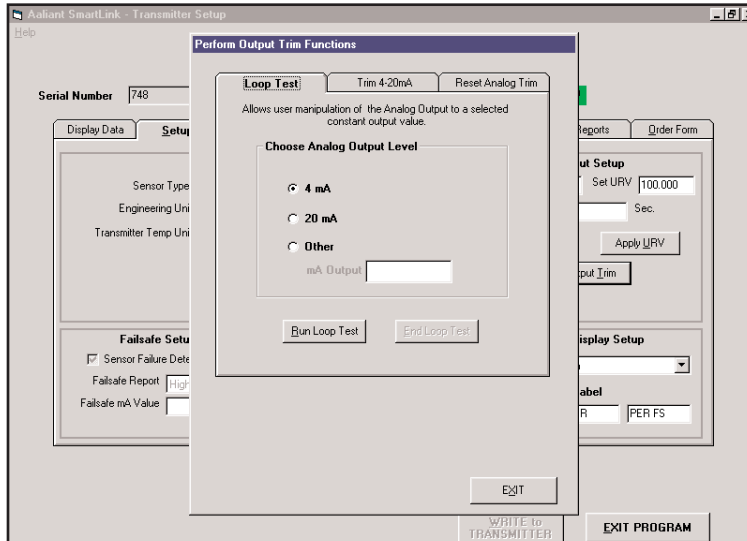 Aaliant SmartLink - Transmitter Setup
Help
Perform Output Trim Functions
Serial Number 748
Display Data Setup Reports Order Form
Loop Test Trim 4-20mA Reset Analog Trim
Allows user manipulation of the Analog Output to a selected
constant output value.
Choose Analog Output Level
4 mA
20 mA
Other
mA Output
Run Loop Test End Loop Test
EXIT
Sensor Type
Engineering Uni
Transmitter Temp Uni
ut Setup
Set URV 100.000
Sec.
Apply URV
put Trim
Failsafe Setu
Sensor Failure Dete
Failsafe Report High
Failsafe mA Value
isplay Setup
abel
R PER FS
WRITE to
TRANSMITTER
EXIT PROGRAM